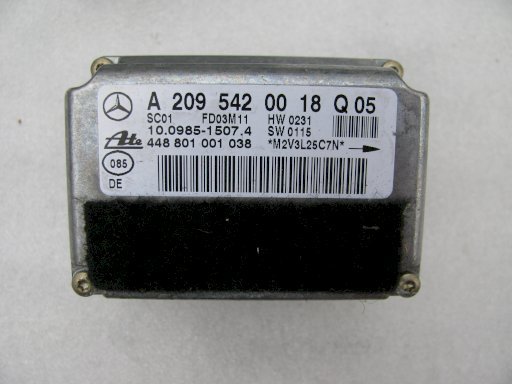 A 209 542 00 18 Q 05
SC01 FD03M11 HW 0231
10.0985-1507.4 SW 0115
Ate 448 801 001 038 *M2V3L25C7N*
085
DE